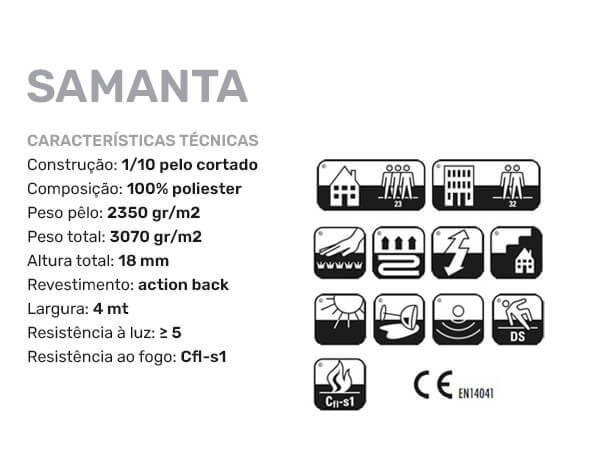 SAMANTA
CARACTERÍSTICAS TÉCNICAS
Construção: 1/10 pelo cortado
Composição: 100% poliester
Peso pêlo: 2350 gr/m2
Peso total: 3070 gr/m2
Altura total: 18 mm
Revestimento: action back
Largura: 4 mt
Resistência à luz: ≥ 5
Resistência ao fogo: Cfl-s1
23
32
DS
Cfl-s1
CE EN14041